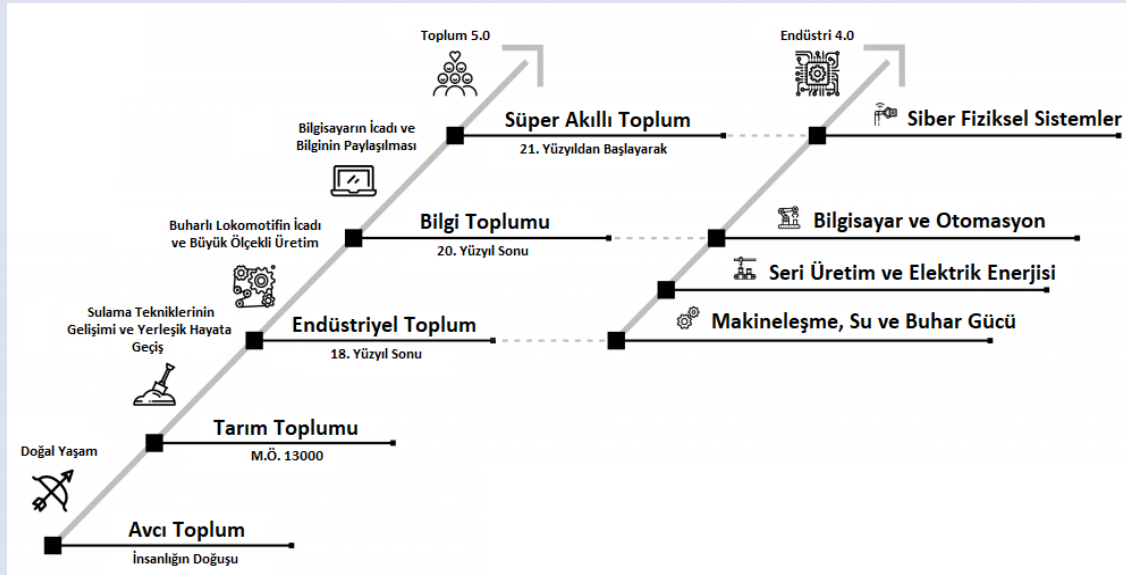 Toplum 5.0
Endüstri 4.0
Süper Akıllı Toplum
21. Yüzyıldan Başlayarak
Siber Fiziksel Sistemler
Bilgisayarın İcadı ve
Bilginin Paylaşılması
Bilgi Toplumu
20. Yüzyıl Sonu
Bilgisayar ve Otomasyon
Buharlı Lokomotifin İcadı
ve Büyük Ölçekli Üretim
Seri Üretim ve Elektrik Enerjisi
Endüstriyel Toplum
18. Yüzyıl Sonu
Makineleşme, Su ve Buhar Gücü
Sulama Tekniklerinin
Gelişimi ve Yerleşik Hayata
Geçiş
Tarım Toplumu
M.Ö. 13000
Doğal Yaşam
Avcı Toplum
İnsanlığın Doğuşu